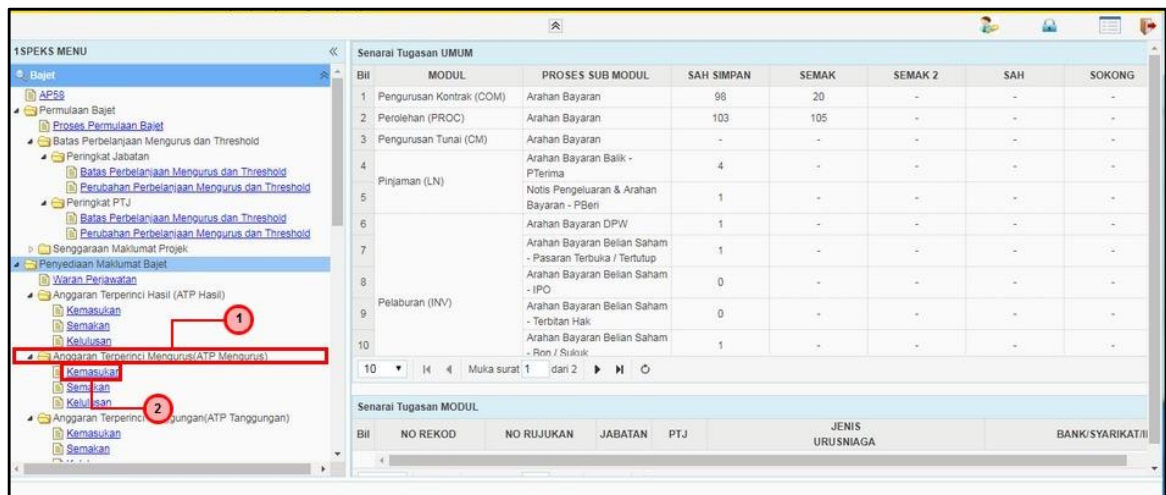 1SPEKS MENU
Bajet
AP58
Permulaan Bajet
Proses Permulaan Bajet
Batas Perbelanjaan Mengurus dan Threshold
Peringkat Jabatan
Batas Perbelanjaan Mengurus dan Threshold
Perubahan Perbelanjaan Mengurus dan Threshold
Peringkat PTJ
Batas Perbelanjaan Mengurus dan Threshold
Perubahan Perbelanjaan Mengurus dan Threshold
Senggaraan Maklumat Projek
Penyediaan Maklumat Bajet
Waran Perjawatan
Anggaran Terperinci Hasil (ATP Hasil)
Kemasukan
Semakan
Kelulusan
1
Anggaran Terperinci Mengurus(ATP Mengurus)
Kemasukan
Semakan
Kelulusan
2
Anggaran gungan(ATP Tanggungan)
Kemasukan
Semakan
Senarai Tugasan UMUM
Bil MODUL PROSES SUB MODUL SAH SIMPAN SEMAK SEMAK 2 SAH SOKONG
1 Pengurusan Kontrak (COM) Arahan Bayaran 98 20 - - -
2 Perolehan (PROC) Arahan Bayaran 103 105 - - -
3 Pengurusan Tunai (CM) Arahan Bayaran - - - - -
4 Pinjaman (LN) Arahan Bayaran Balik -
PTerima 4 - - - -
5 Notis Pengeluaran & Arahan
Bayaran - PBeri 1 - - - -
6 Pelaburan (INV) Arahan Bayaran DPW 1 - - - -
7 Arahan Bayaran Belian Saham
- Pasaran Terbuka / Tertutup 1 - - - -
8 Arahan Bayaran Belian Saham
- IPO 0 - - - -
9 Arahan Bayaran Belian Saham
- Terbitan Hak 0 - - - -
10 Arahan Bayaran Belian Saham
- Bon / Sukuk 1 - - - -
10 Muka surat 1 dari 2
Senarai Tugasan MODUL
Bil NO REKOD NO RUJUKAN JABATAN PTJ JENIS
URUSNIAGA BANK/SYARIKAT/I